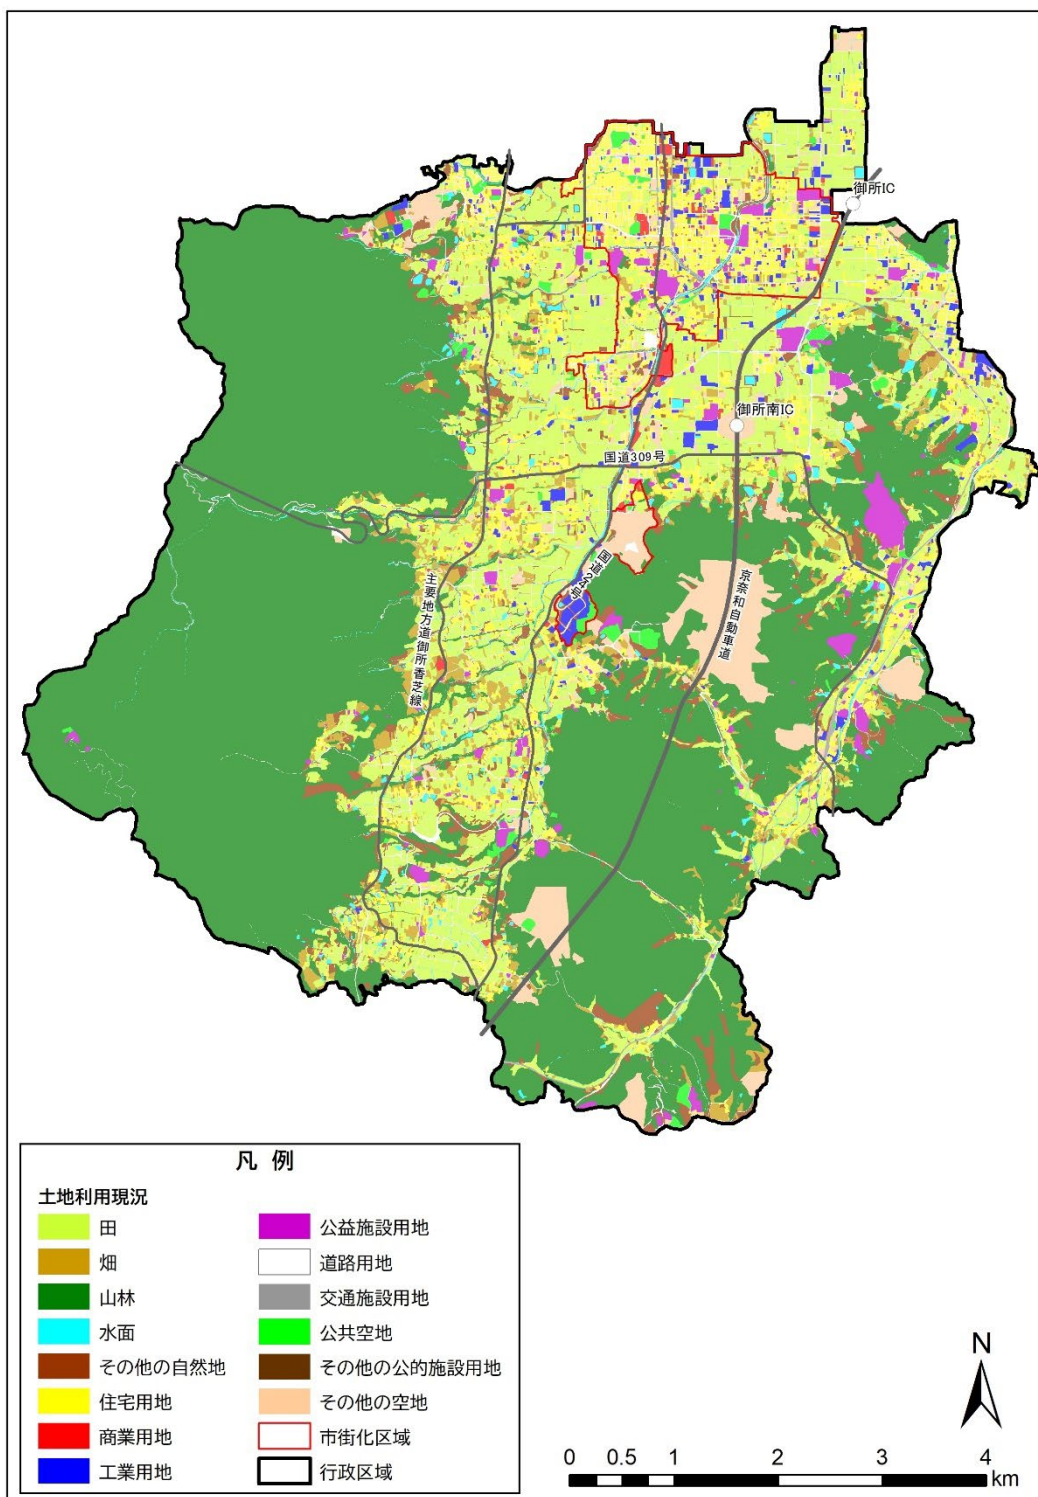 御所IC
御所南IC
国道309号
国道24号
京奈和自動車道
主要地方道御所香芝線
凡 例
土地利用現況
田
畑
山林
水面
その他の自然地
住宅用地
商業用地
工業用地
公益施設用地
道路用地
交通施設用地
公共空地
その他の公的施設用地
その他の空地
市街化区域
行政区域
N
0 0.5 1 2 3 4
km